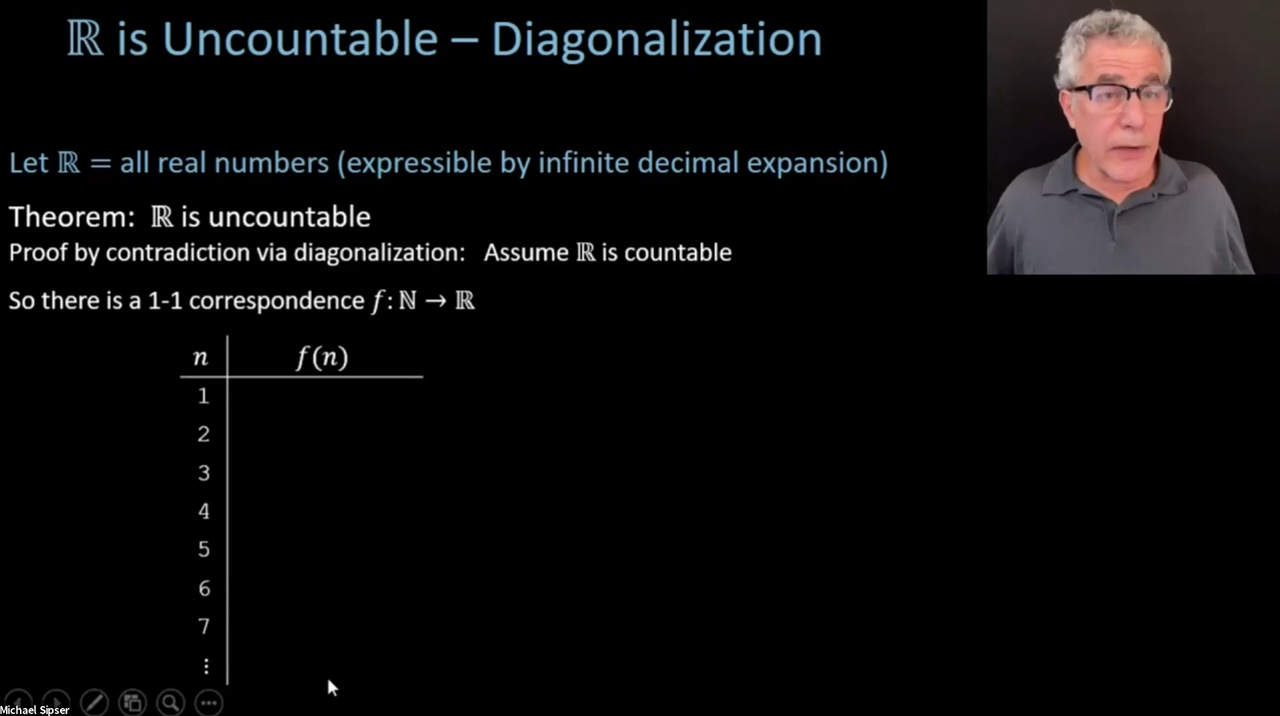 ℝ is Uncountable – Diagonalization
Let ℝ = all real numbers (expressible by infinite decimal expansion)
Theorem: ℝ is uncountable
Proof by contradiction via diagonalization: Assume ℝ is countable
So there is a 1-1 correspondence f: ℕ → ℝ
n f(n)
1
2
3
4
5
6
7
⋮
Michael Sipser